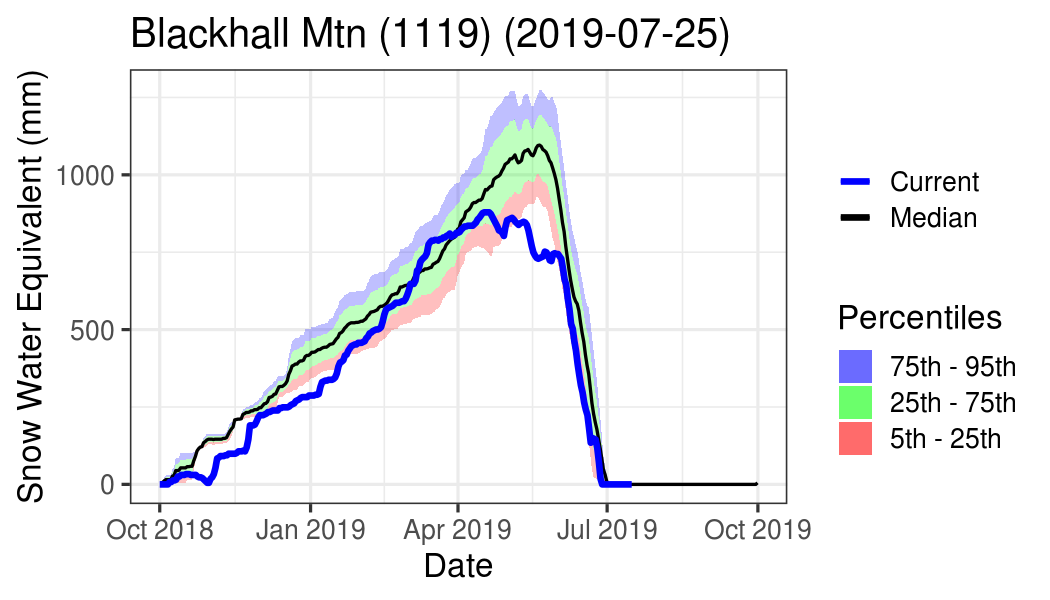 Blackhall Mtn (1119) (2019-07-25)
Snow Water Equivalent (mm)
1000
500
0
Oct 2018 Jan 2019 Apr 2019 Jul 2019 Oct 2019
Date
Current
Median
Percentiles
75th - 95th
25th - 75th
5th - 25th